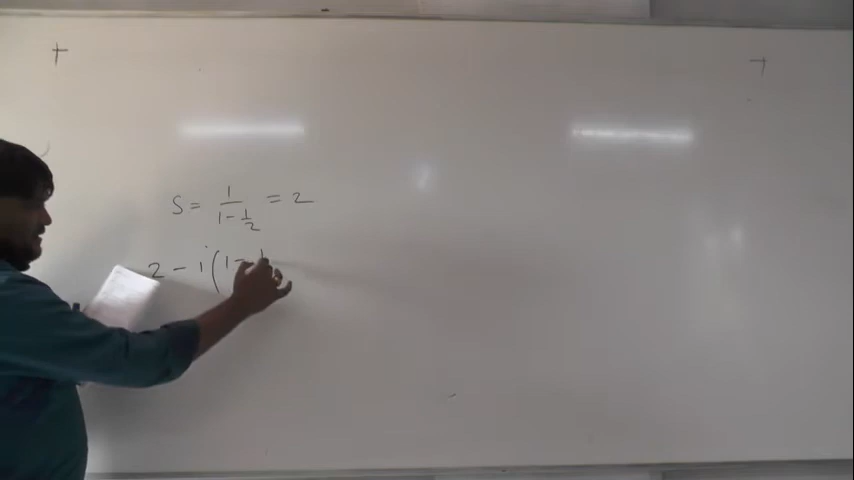 S = 1/(1 - 1/2) = 2
2 - 1(1 -